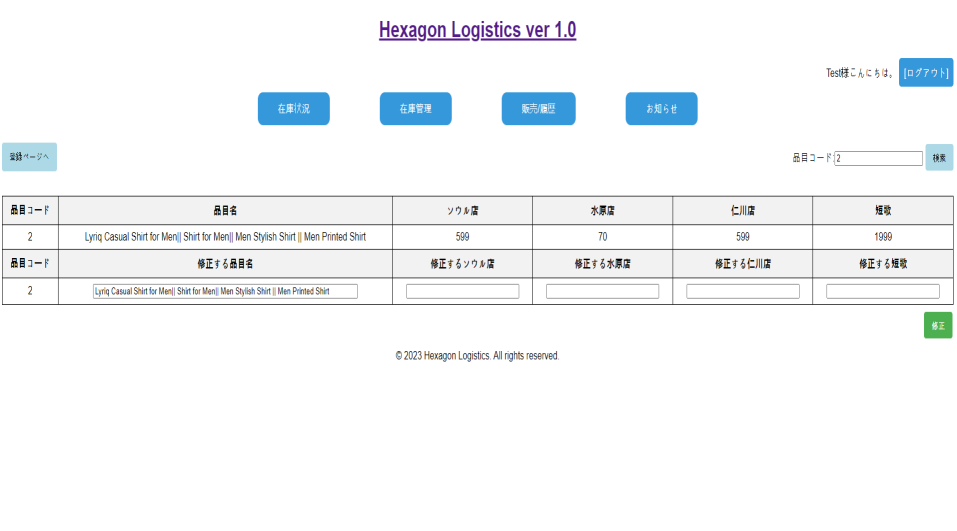 Hexagon Logistics ver 1.0
Test様こんにちは。 [ログアウト]
在庫状況 在庫管理 販売/履歴 お知らせ
登録ページへ 品目コード:2 検索
品目コード 品目名 ソウル店 水原店 仁川店 短歌
2 Lyriq Casual Shirt for Men|| Shirt for Men|| Men Stylish Shirt || Men Printed Shirt 599 70 599 1999
品目コード 修正する品目名 修正するソウル店 修正する水原店 修正する仁川店 修正する短歌
2 Lyriq Casual Shirt for Men|| Shirt for Men|| Men Stylish Shirt || Men Printed Shirt
修正
© 2023 Hexagon Logistics. All rights reserved.